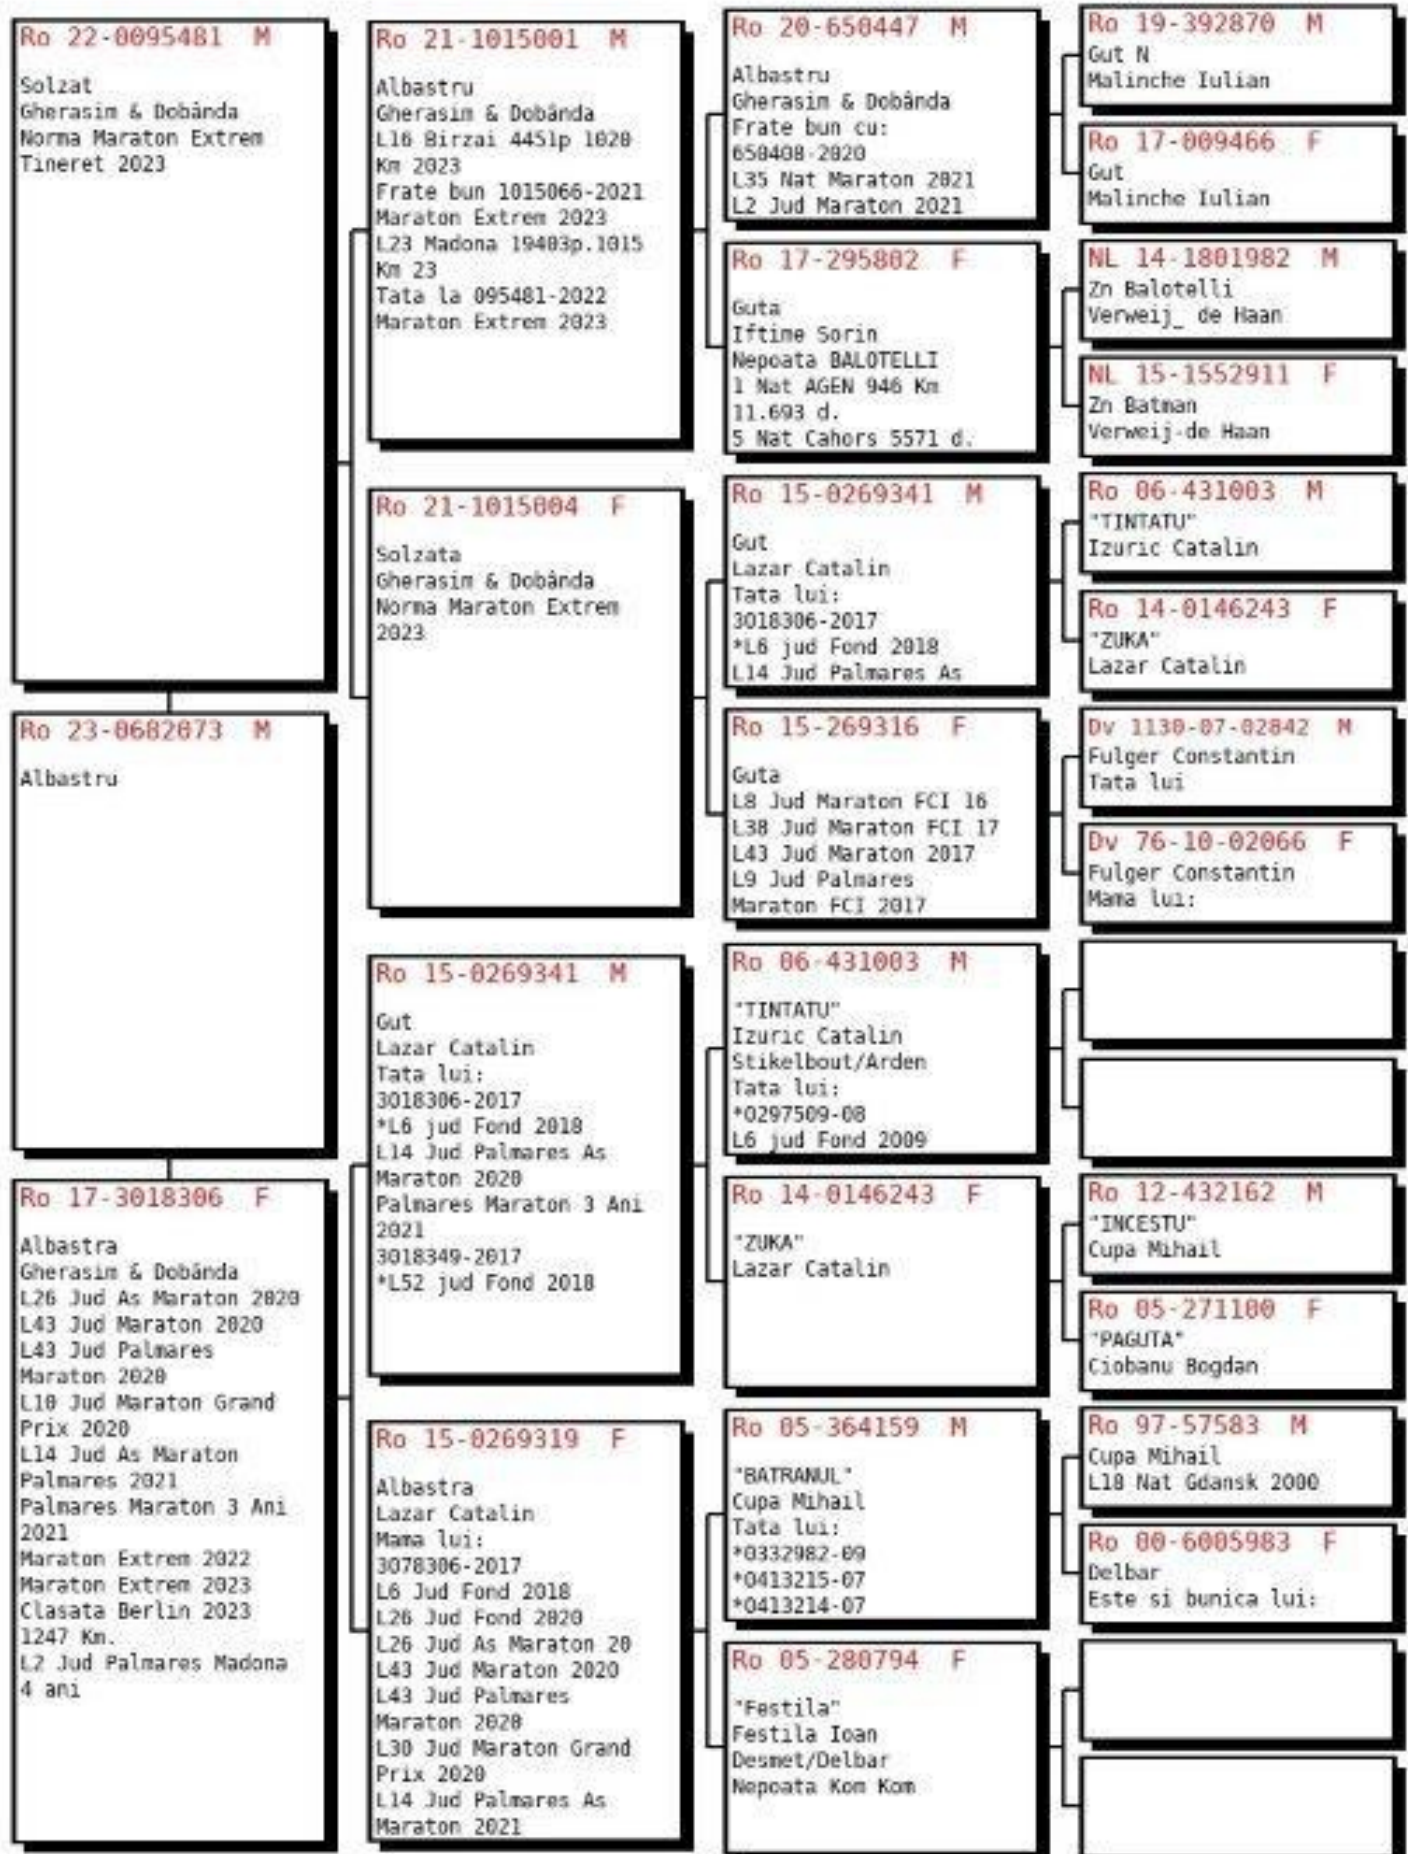 Ro 22-0095481 M
Solzat
Gherasim & Dobânda
Norma Maraton Extrem
Tineret 2023
Ro 23-0682073 M
Albastru
Ro 17-3018306 F
Albastra
Gherasim & Dobânda
L26 Jud As Maraton 2020
L43 Jud Maraton 2020
L43 Jud Palmares
Maraton 2020
L10 Jud Maraton Grand
Prix 2020
L14 Jud As Maraton
Palmares 2021
Palmares Maraton 3 Ani
2021
Maraton Extrem 2022
Maraton Extrem 2023
Clasata Berlin 2023
1247 Km.
L2 Jud Palmares Madona
4 ani
Ro 21-1015001 M
Albastru
Gherasim & Dobânda
L16 Birzai 4451p 1020
Km 2023
Frate bun 1015066-2021
Maraton Extrem 2023
L23 Madona 19403p.1015
Km 23
Tata la 095481-2022
Maraton Extrem 2023
Ro 21-1015004 F
Solzata
Gherasim & Dobânda
Norma Maraton Extrem
2023
Ro 15-0269341 M
Gut
Lazar Catalin
Tata lui:
3018306-2017
*L6 jud Fond 2018
L14 Jud Palmares As
Maraton 2020
Palmares Maraton 3 Ani
2021
3018349-2017
*L52 jud Fond 2018
Ro 15-0269319 F
Albastra
Lazar Catalin
Mama lui:
3078306-2017
L6 Jud Fond 2018
L26 Jud Fond 2020
L26 Jud As Maraton 20
L43 Jud Maraton 2020
L43 Jud Palmares
Maraton 2020
L30 Jud Maraton Grand
Prix 2020
L14 Jud Palmares As
Maraton 2021
Ro 20-650447 M
Albastru
Gherasim & Dobânda
Frate bun cu:
650408-2020
L35 Nat Maraton 2021
L2 Jud Maraton 2021
Ro 17-295802 F
Guta
Iftime Sorin
Nepoata BALOTELLI
1 Nat AGEN 946 Km
11.693 d.
5 Nat Cahors 5571 d.
Ro 15-0269341 M
Gut
Lazar Catalin
Tata lui:
3018306-2017
*L6 jud Fond 2018
L14 Jud Palmares As
Ro 15-269316 F
Guta
L8 Jud Maraton FCI 16
L38 Jud Maraton FCI 17
L43 Jud Maraton 2017
L9 Jud Palmares
Maraton FCI 2017
Ro 06-431003 M
"TINTATU"
Izuric Catalin
Stikelbout/Arden
Tata lui:
*0297509-08
L6 jud Fond 2009
Ro 14-0146243 F
"ZUKA"
Lazar Catalin
Ro 05-364159 M
"BATRANUL"
Cupa Mihail
Tata lui:
*0332982-09
*0413215-07
*0413214-07
Ro 05-280794 F
"Festila"
Festila Ioan
Desmet/Delbar
Nepoata Kom Kom
Ro 19-392870 M
Gut N
Malinche Iulian
Ro 17-009466 F
Gut
Malinche Iulian
NL 14-1801982 M
Zn Balotelli
Verweij_ de Haan
NL 15-1552911 F
Zn Batman
Verweij-de Haan
Ro 06-431003 M
"TINTATU"
Izuric Catalin
Ro 14-0146243 F
"ZUKA"
Lazar Catalin
Dv 1130-07-02842 M
Fulger Constantin
Tata lui
Dv 76-10-02066 F
Fulger Constantin
Mama lui:
Ro 12-432162 M
"INCESTU"
Cupa Mihail
Ro 05-271100 F
"PAGUTA"
Ciobanu Bogdan
Ro 97-57583 M
Cupa Mihail
L18 Nat Gdansk 2000
Ro 00-6005983 F
Delbar
Este si bunica lui: